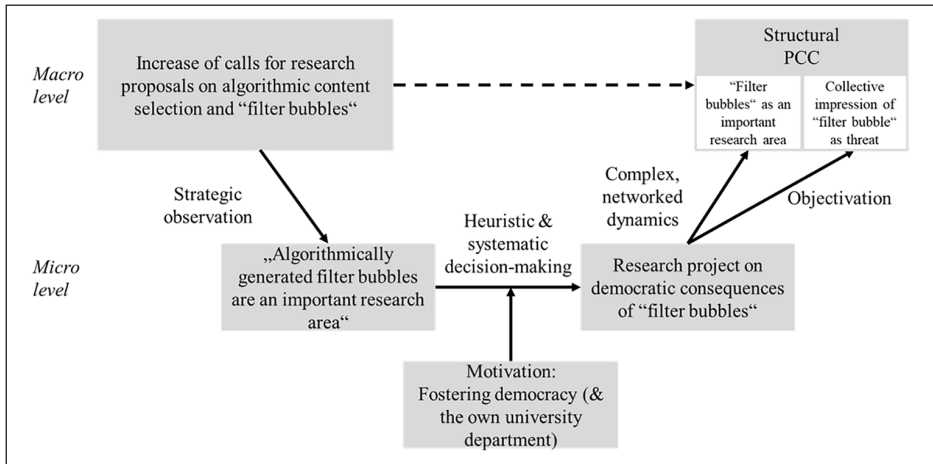 Macro
level
Increase of calls for research
proposals on algorithmic content
selection and “filter bubbles“
Structural
PCC
“Filter
bubbles“ as an
important
research area
Collective
impression of
“filter bubble“
as threat
Strategic
observation
Complex,
networked
dynamics
Objectivation
Micro
level
„Algorithmically
generated filter bubbles
are an important research
area“
Heuristic &
systematic
decision-making
Research project on
democratic consequences
of “filter bubbles“
Motivation:
Fostering democracy (&
the own university
department)